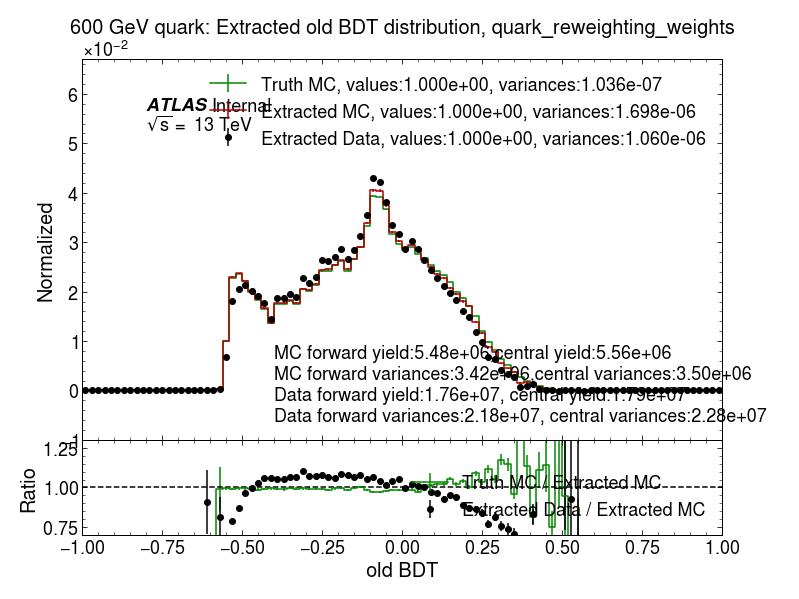 600 GeV quark: Extracted old BDT distribution, quark_reweighting_weights
×10⁻²
Truth MC, values:1.000e+00, variances:1.036e-07
ATLAS Internal
Extracted MC, values:1.000e+00, variances:1.698e-06
√s = 13 TeV
Extracted Data, values:1.000e+00, variances:1.060e-06
6
5
4
3
2
1
0
1
Normalized
MC forward yield:5.48e+06, central yield:5.56e+06
MC forward variances:3.42e+06, central variances:3.50e+06
Data forward yield:1.76e+07, central yield:1.79e+07
Data forward variances:2.18e+07, central variances:2.28e+07
1.25
1.00
0.75
Ratio
Truth MC / Extracted MC
Extracted Data / Extracted MC
−1.00 −0.75 −0.50 −0.25 0.00 0.25 0.50 0.75 1.00
old BDT